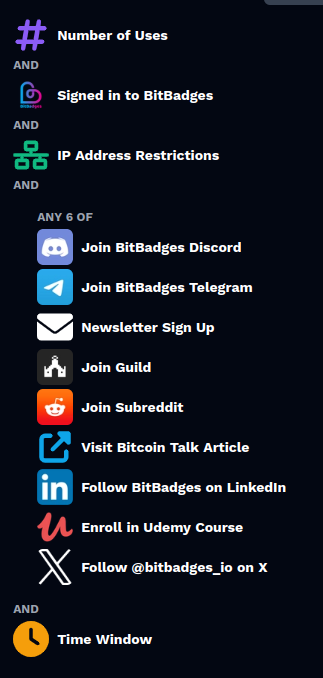 Number of Uses
AND
Signed in to BitBadges
AND
IP Address Restrictions
AND
ANY 6 OF
Join BitBadges Discord
Join BitBadges Telegram
Newsletter Sign Up
Join Guild
Join Subreddit
Visit Bitcoin Talk Article
in Follow BitBadges on LinkedIn
Enroll in Udemy Course
Follow @bitbadges_io on X
AND
Time Window